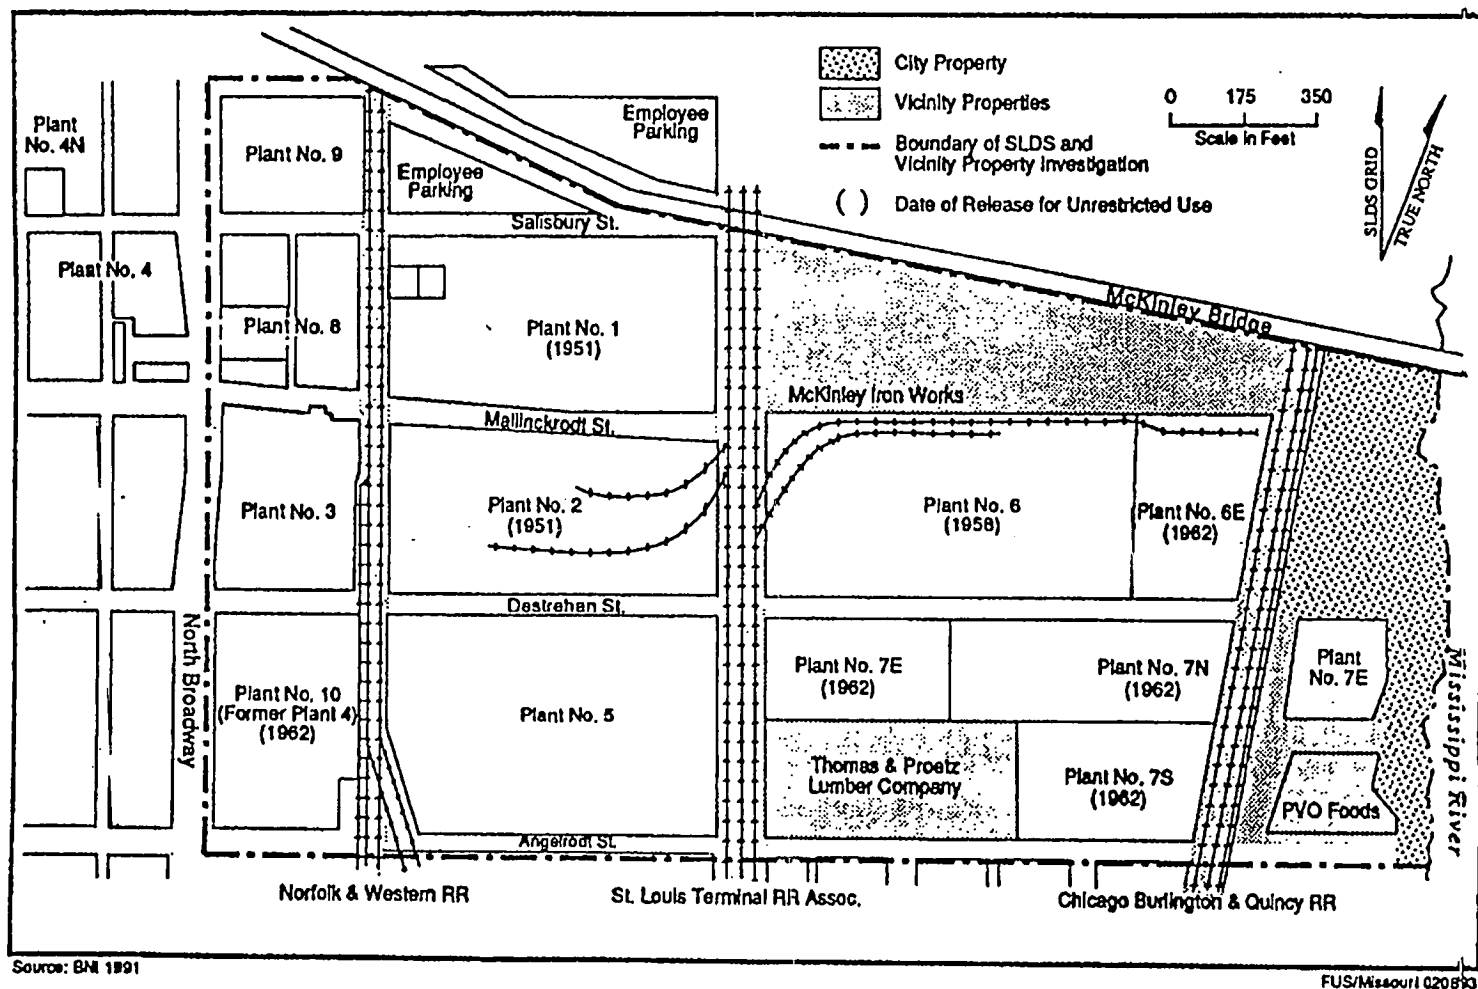 City Property
Vicinity Properties
Boundary of SLDS and
Vicinity Property Investigation
( ) Date of Release for Unrestricted Use
0 175 350
Scale in Feet
SLDS GRID
TRUE NORTH
Plant
No. 4N
Plant No. 9
Employee
Parking
Employee
Parking
Salisbury St.
Plant No. 4
Plant No. 8
Plant No. 1
(1951)
McKinley Bridge
McKinley Iron Works
Mallinckrodt St.
Plant No. 3
Plant No. 2
(1951)
Plant No. 6
(1958)
Plant No. 6E
(1962)
Destrehan St.
North Broadway
Plant No. 10
(Former Plant 4)
(1962)
Plant No. 5
Plant No. 7E
(1962)
Plant No. 7N
(1962)
Plant
No. 7E
Mississippi River
Thomas & Proetz
Lumber Company
Plant No. 7S
(1962)
PVO Foods
Angelrodt St.
Norfolk & Western RR
St. Louis Terminal RR Assoc.
Chicago Burlington & Quincy RR
Source: BNI 1991
FUS/Missouri